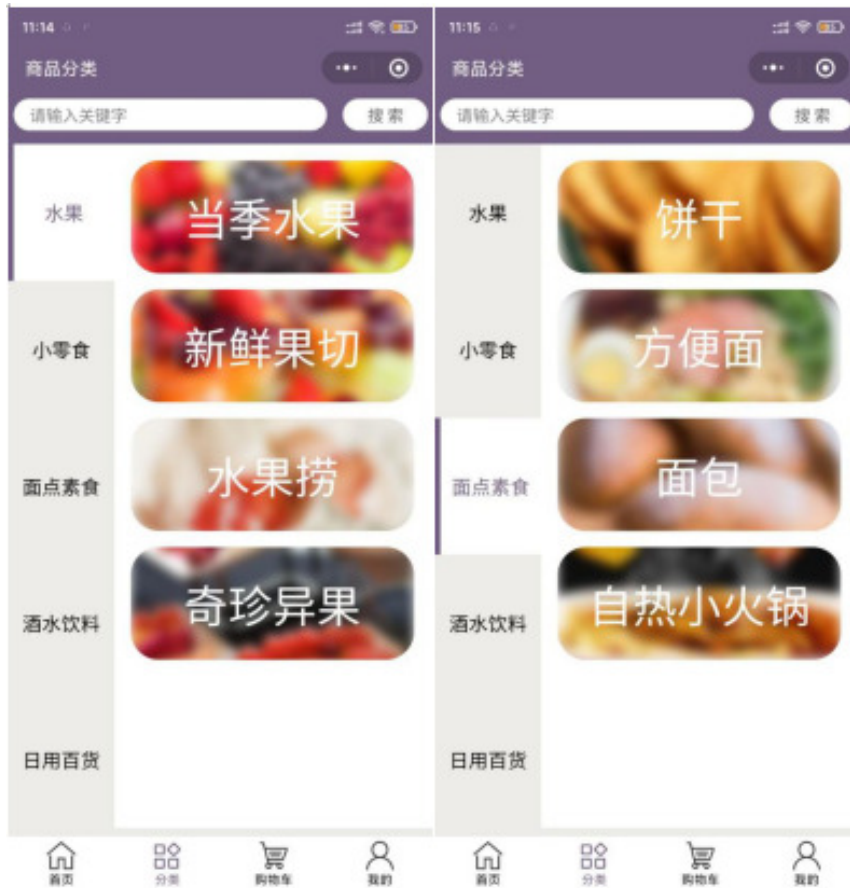 11:14
商品分类
请输入关键字
搜索
水果
小零食
面点素食
酒水饮料
日用百货
当季水果
新鲜果切
水果捞
奇珍异果
首页
分类
购物车
我的
11:15
商品分类
请输入关键字
搜索
水果
小零食
面点素食
酒水饮料
日用百货
饼干
方便面
面包
自热小火锅
首页
分类
购物车
我的